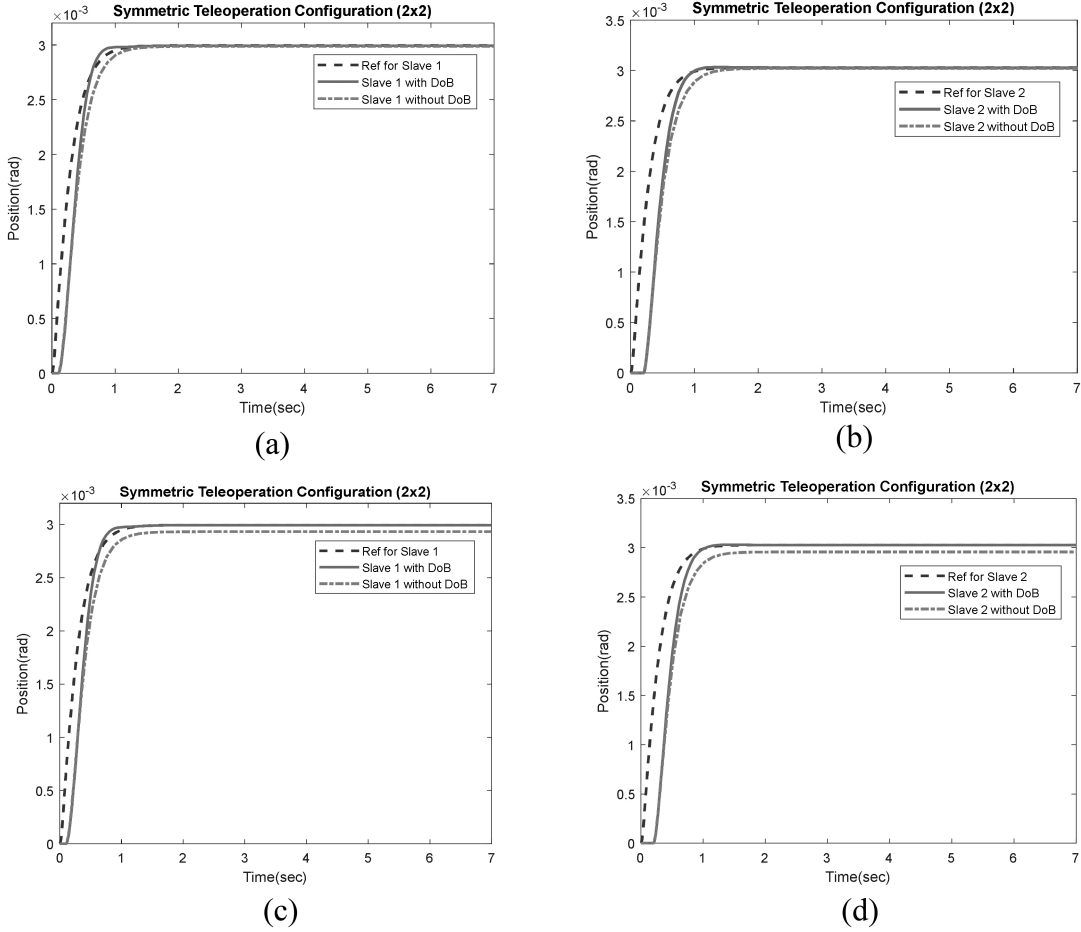 Symmetric Teleoperation Configuration (2x2)
×10⁻³
3
2.5
2
1.5
1
0.5
0
Position(rad)
Ref for Slave 1
Slave 1 with DoB
Slave 1 without DoB
0 1 2 3 4 5 6 7
Time(sec)
(a)
Symmetric Teleoperation Configuration (2x2)
×10⁻³
3.5
3
2.5
2
1.5
1
0.5
0
Position(rad)
Ref for Slave 2
Slave 2 with DoB
Slave 2 without DoB
0 1 2 3 4 5 6 7
Time(sec)
(b)
Symmetric Teleoperation Configuration (2x2)
×10⁻³
3
2.5
2
1.5
1
0.5
0
Position(rad)
Ref for Slave 1
Slave 1 with DoB
Slave 1 without DoB
0 1 2 3 4 5 6 7
Time(sec)
(c)
Symmetric Teleoperation Configuration (2x2)
×10⁻³
3.5
3
2.5
2
1.5
1
0.5
0
Position(rad)
Ref for Slave 2
Slave 2 with DoB
Slave 2 without DoB
0 1 2 3 4 5 6 7
Time(sec)
(d)